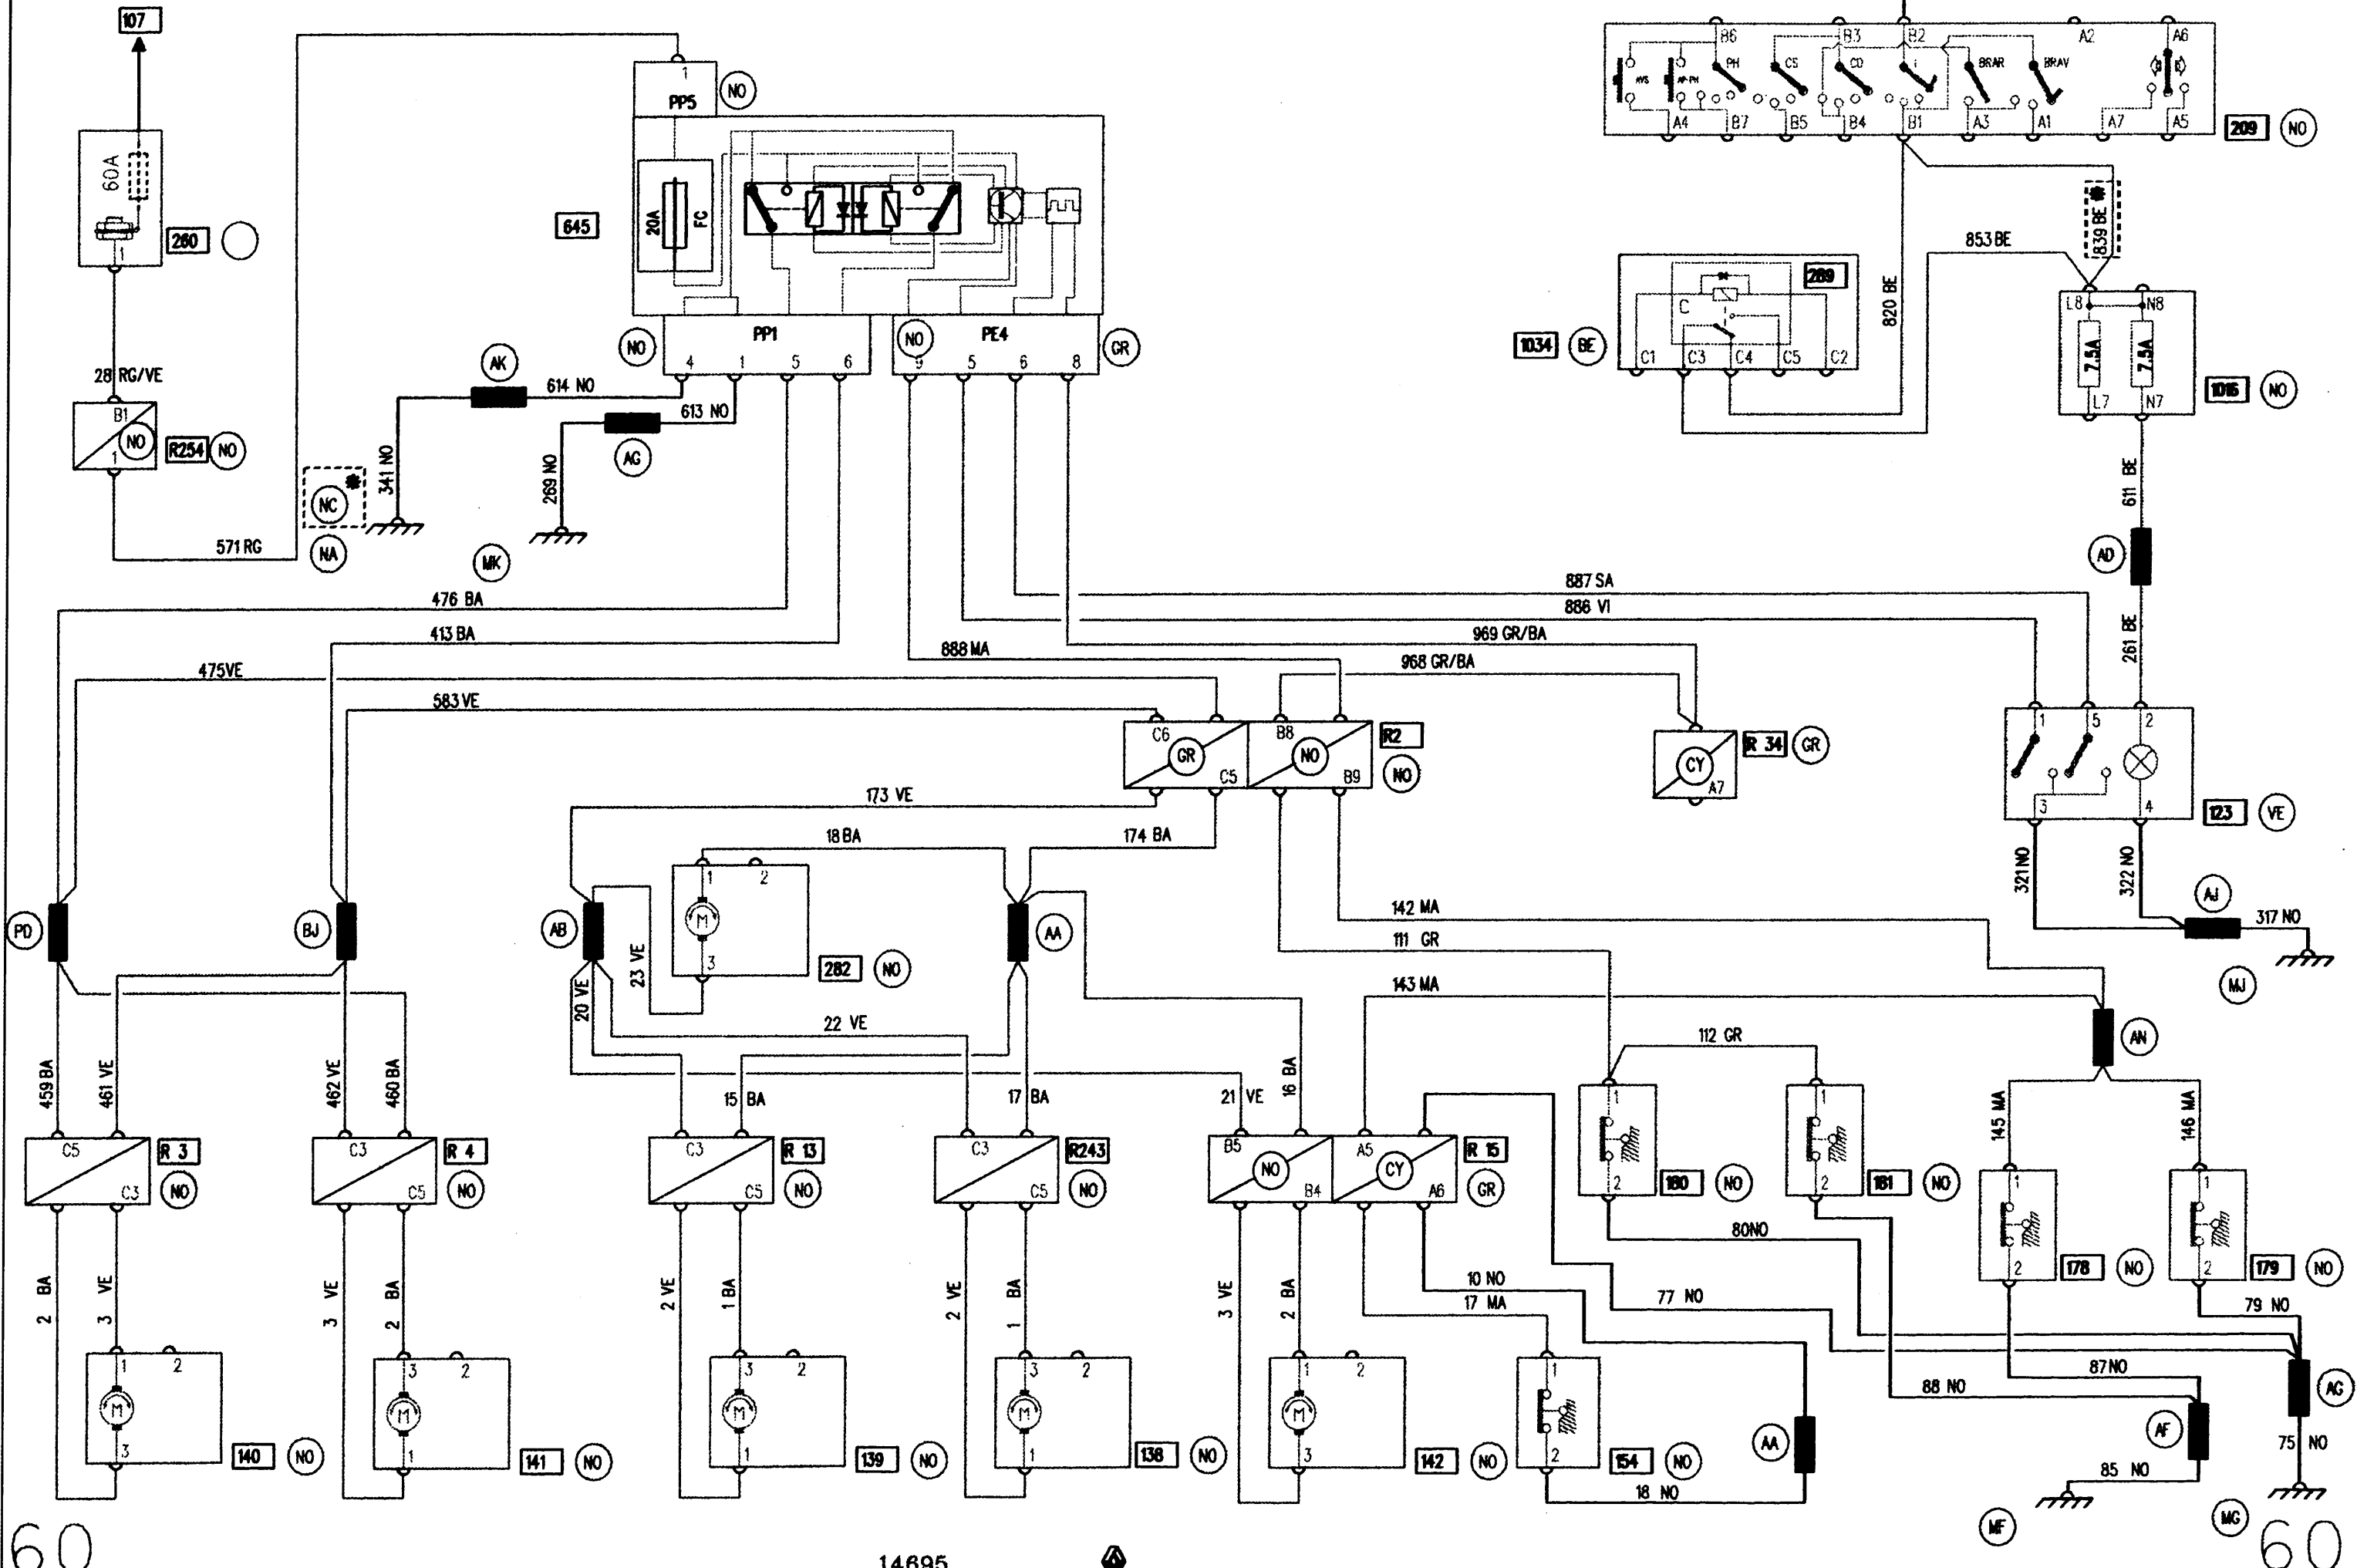 107
60A
1
260
28 RG/VE
B1
NO
1
R254
NO
571 RG
NC
NA
1
PP5
NO
645
20A
FC
NO
PP1
NO
PE4
GR
4 1 5 6
9 5 6 8
AK
614 NO
613 NO
AG
341 NO
269 NO
MK
B6 B3 B2 A2 A6
AVS AP-PH PH CS CD BRAR BRAV
A4 B7 B5 B4 B1 A3 A1 A7 A5
209
NO
839 BE
853 BE
820 BE
289
C
1034
BE
C1 C3 C4 C5 C2
L8 N8
7.5A 7.5A
L7 N7
1016
NO
611 BE
AD
261 BE
476 BA
413 BA
475VE
583 VE
888 MA
887 SA
886 VI
969 GR/BA
968 GR/BA
C6
GR
C5
B8
NO
B9
R2
NO
CY
A7
R 34
GR
1 5 2
3 4
123
VE
321 NO
322 NO
AJ
317 NO
MJ
173 VE
18 BA
174 BA
1 2
M
3
282
NO
PD
BJ
AB
AA
23 VE
20 VE
22 VE
142 MA
111 GR
143 MA
112 GR
AN
459 BA
461 VE
462 VE
460 BA
15 BA
17 BA
21 VE
16 BA
145 MA
146 MA
C5
C3
R 3
NO
C3
C5
R 4
NO
C3
C5
R 13
NO
C3
C5
R243
NO
B5
NO
B4
A5
CY
A6
R 15
GR
1
2
180
NO
1
2
181
NO
1
2
178
NO
1
2
179
NO
80NO
10 NO
17 MA
77 NO
79 NO
87 NO
88 NO
2 BA
3 VE
3 VE
2 BA
2 VE
1 BA
2 VE
1 BA
3 VE
2 BA
1 2
M
3
140
NO
3 2
M
1
141
NO
3 2
M
1
139
NO
3 2
M
1
138
NO
1 2
M
3
142
NO
1
2
154
NO
AA
18 NO
AF
85 NO
MF
AG
75 NO
MG
60
14695
60